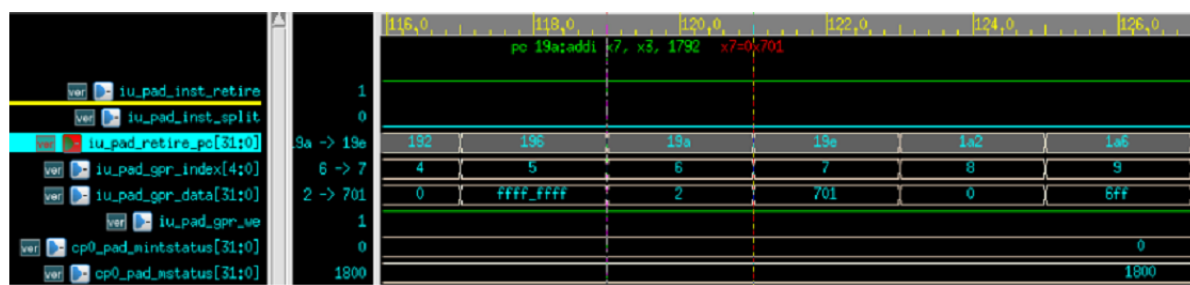 116,0 118,0 120,0 122,0 124,0 126,0
pc 19a:addi x7, x3, 1792 x7=0x701
ver iu_pad_inst_retire 1
ver iu_pad_inst_split 0
ver iu_pad_retire_pc[31:0] 19a -> 19e 192 196 19a 19e 1a2 1a6
ver iu_pad_gpr_index[4:0] 6 -> 7 4 5 6 7 8 9
ver iu_pad_gpr_data[31:0] 2 -> 701 0 ffff_ffff 2 701 0 6ff
ver iu_pad_gpr_we 1
ver cp0_pad_mintstatus[31:0] 0 0
ver cp0_pad_mstatus[31:0] 1800 1800